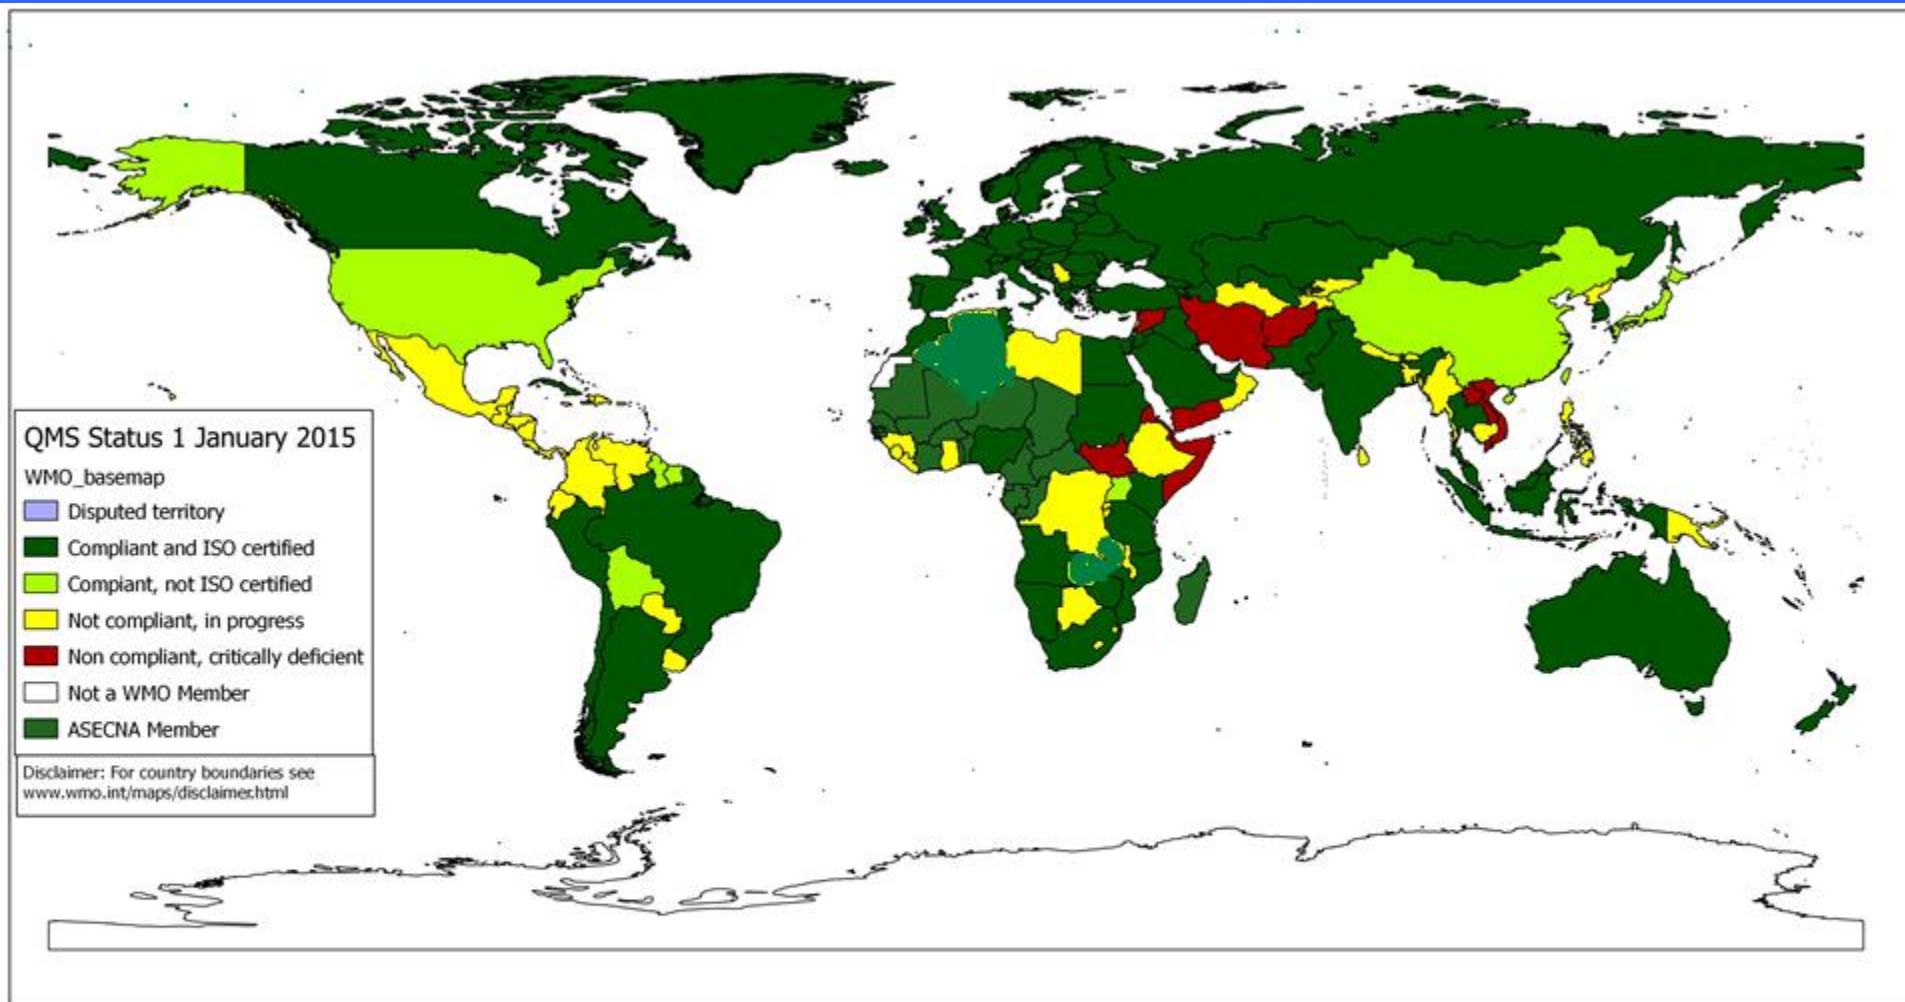 QMS Status 1 January 2015
WMO_basemap
Disputed territory
Compliant and ISO certified
Compiant, not ISO certified
Not compliant, in progress
Non compliant, critically deficient
Not a WMO Member
ASECNA Member
Disclaimer: For country boundaries see
www.wmo.int/maps/disclaimer.html